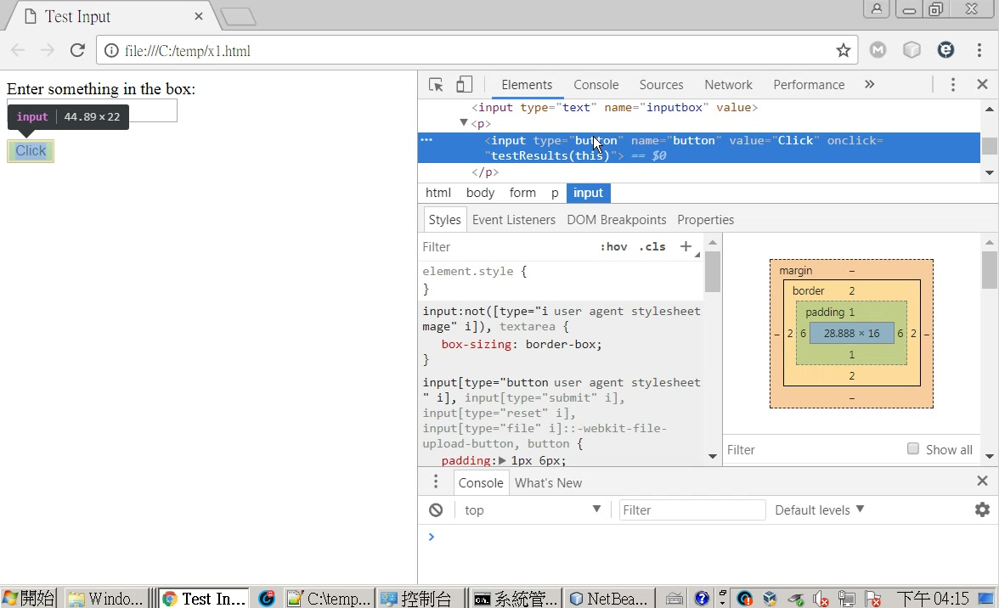 Test Input
file:///C:/temp/x1.html
Enter something in the box:
input 44.89×22
Click
Elements Console Sources Network Performance »
<input type="text" name="inputbox" value>
▼<p>
<input type="button" name="button" value="Click" onclick=
"testResults(this)"> == $0
</p>
html body form p input
Styles Event Listeners DOM Breakpoints Properties
Filter :hov .cls +
element.style {
}
input:not([type="i user agent stylesheet
mage" i]), textarea {
box-sizing: border-box;
}
input[type="button user agent stylesheet
" i], input[type="submit" i],
input[type="reset" i],
input[type="file" i]::-webkit-file-
upload-button, button {
padding:▶ 1px 6px;
margin –
border 2
padding 1
– 2 6 28.888 × 16 6 2 –
1
2
–
Filter Show all
Console What's New
top ▼ Filter Default levels ▼
›
開始 Windo... Test In... C:\temp... 控制台 系統管... NetBea... 下午 04:15